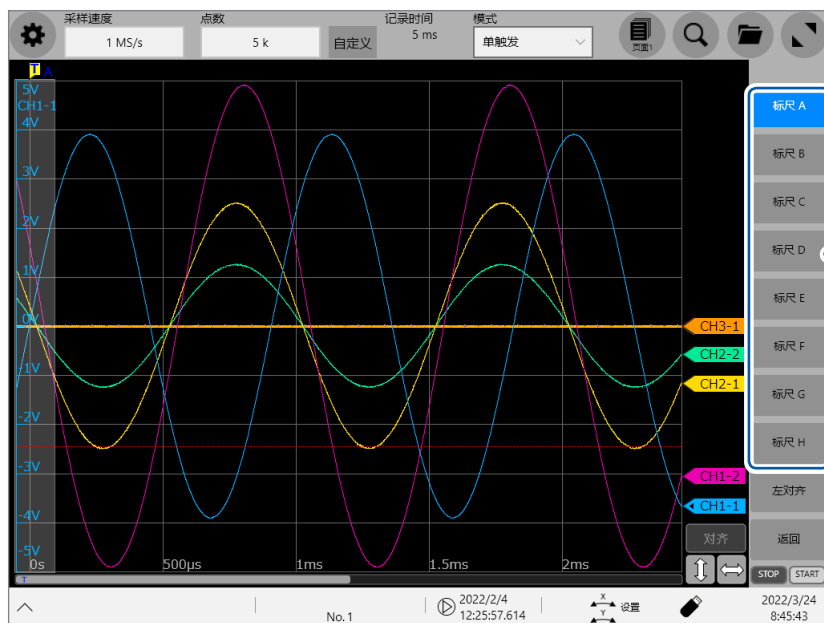 采样速度
点数
记录时间
模式
1 MS/s
5 k
自定义
5 ms
单触发
页面1
T A
5V
CH1-1
4V
3V
2V
1V
0V
-1V
-2V
-3V
-4V
-5V
0s
500µs
1ms
1.5ms
2ms
T
CH3-1
CH2-2
CH2-1
CH1-2
CH1-1
对齐
标尺 A
标尺 B
标尺 C
标尺 D
标尺 E
标尺 F
标尺 G
标尺 H
左对齐
返回
STOP
START
No. 1
2022/2/4
12:25:57.614
X
Y
设置
2022/3/24
8:45:43